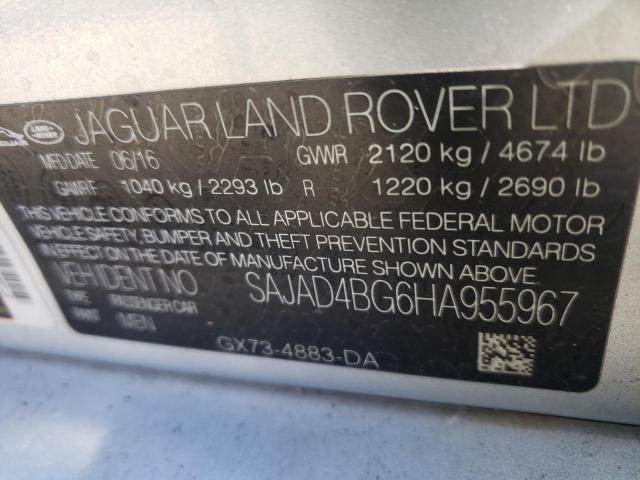 JAGUAR LAND ROVER LTD
MFD DATE 06/16 GVWR 2120 kg / 4674 lb
GAWR F 1040 kg / 2293 lb R 1220 kg / 2690 lb
THIS VEHICLE CONFORMS TO ALL APPLICABLE FEDERAL MOTOR
VEHICLE SAFETY, BUMPER AND THEFT PREVENTION STANDARDS
IN EFFECT ON THE DATE OF MANUFACTURE SHOWN ABOVE.
VEH IDENT NO SAJAD4BG6HA955967
TYPE PASSENGER CAR
PAINT MEN
GX73-4883-DA